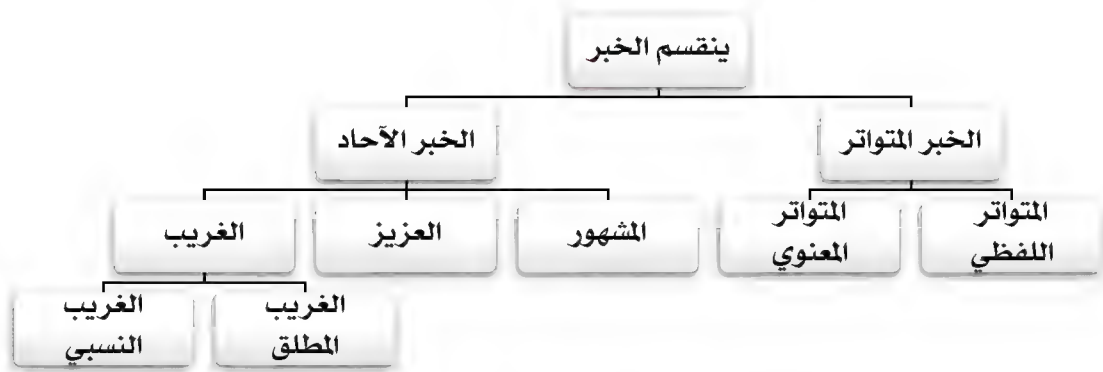 ينقسم الخبر
الخبر المتواتر
الخبر الآحاد
المتواتر
اللفظي
المتواتر
المعنوي
المشهور
العزيز
الغريب
الغريب
المطلق
الغريب
النسبي